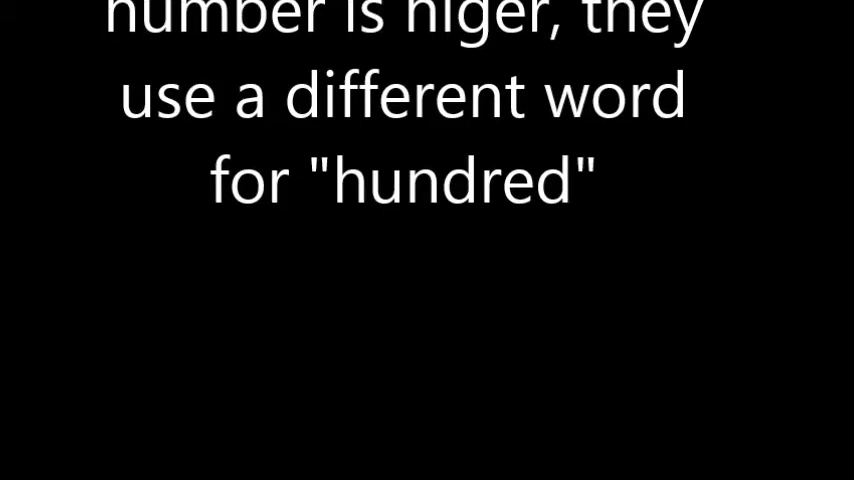 number is higer, they
use a different word
for "hundred"